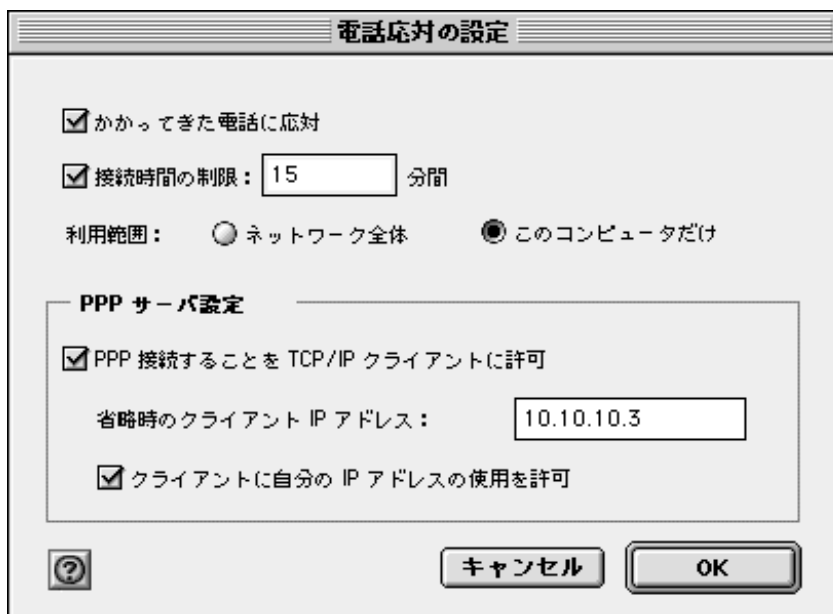 電話応対の設定
かかってきた電話に応対
接続時間の制限： 15 分間
利用範囲： ネットワーク全体 このコンピュータだけ
PPP サーバ設定
PPP 接続することを TCP/IP クライアントに許可
省略時のクライアント IP アドレス： 10.10.10.3
クライアントに自分の IP アドレスの使用を許可
? キャンセル OK